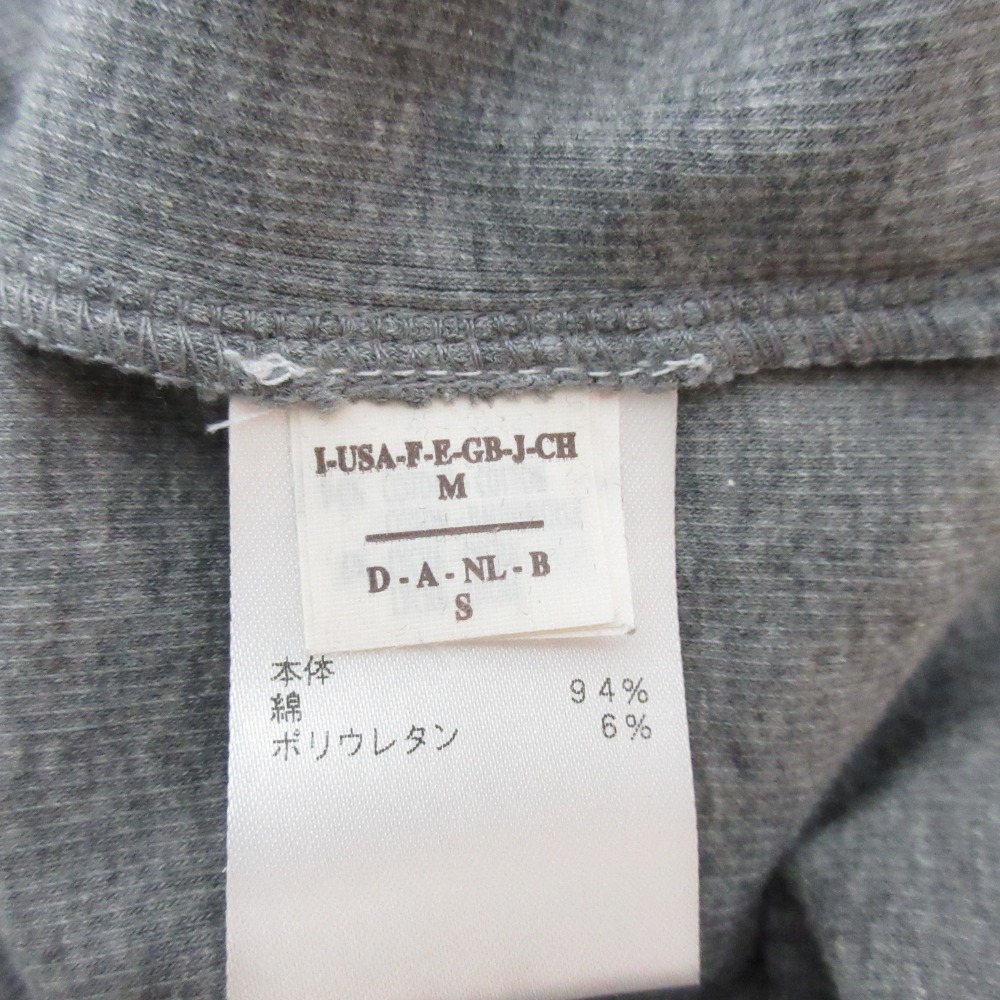 I-USA-F-E-GB-J-CH
M
D - A - NL - B
S
本体
綿 94%
ポリウレタン 6%